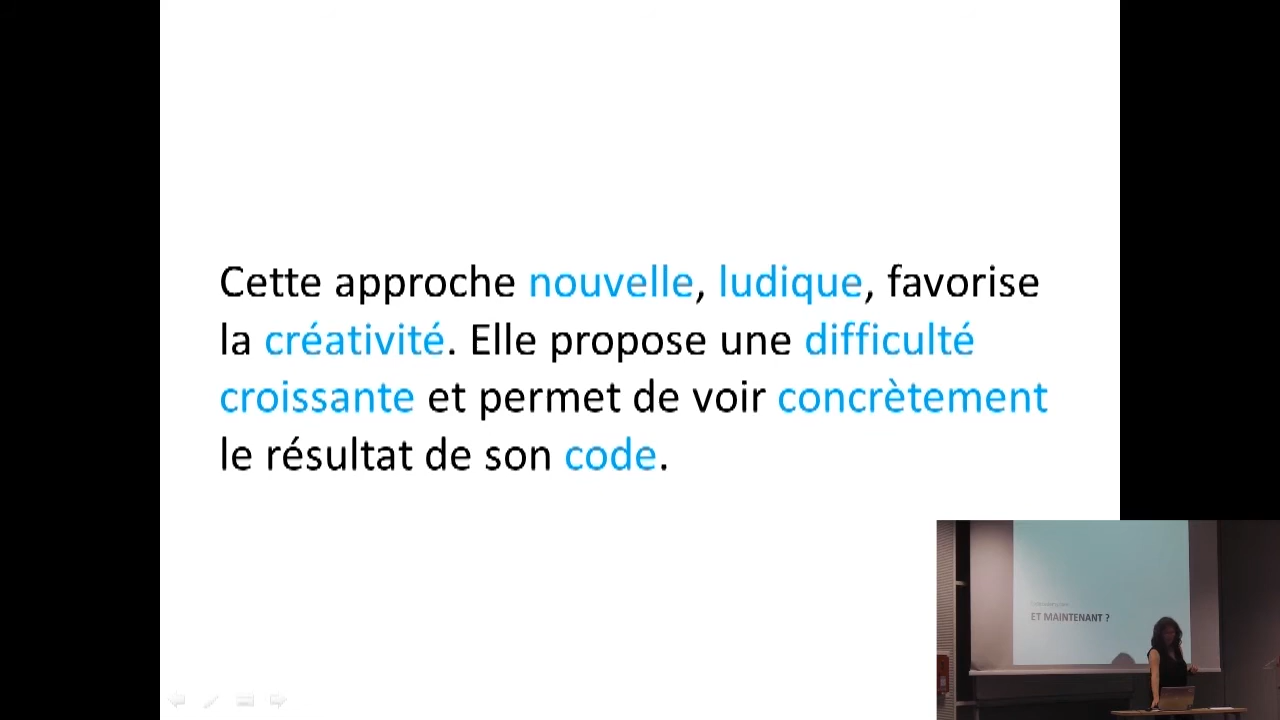 Cette approche nouvelle, ludique, favorise
la créativité. Elle propose une difficulté
croissante et permet de voir concrètement
le résultat de son code.
ET MAINTENANT ?